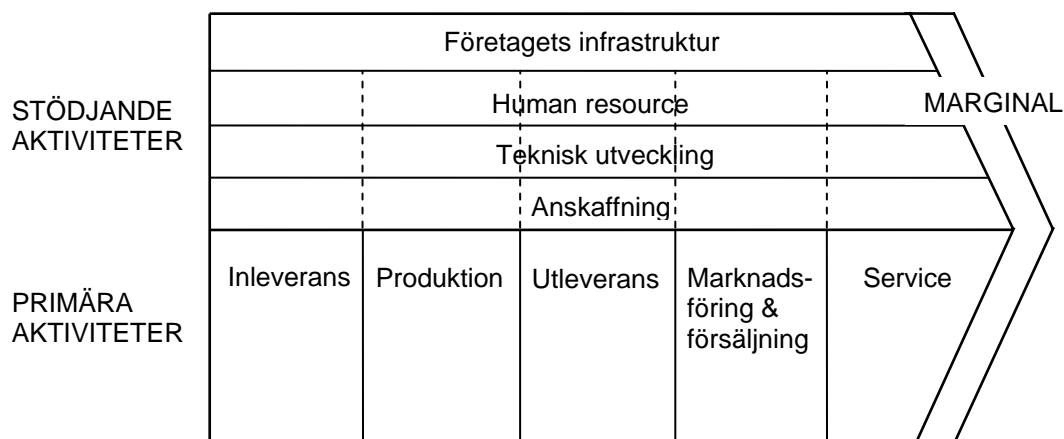 Företagets infrastruktur
STÖDJANDE
AKTIVITETER
Human resource
MARGINAL
Teknisk utveckling
Anskaffning
PRIMÄRA
AKTIVITETER
Inleverans
Produktion
Utleverans
Marknads-
föring &
försäljning
Service